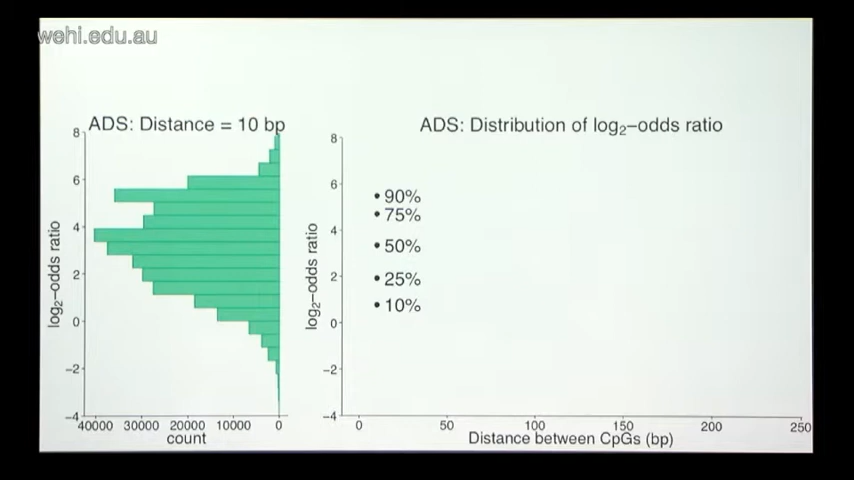 wehi.edu.au
ADS: Distance = 10 bp
8
6
4
2
0
−2
−4
log₂−odds ratio
40000 30000 20000 10000 0
count
ADS: Distribution of log₂−odds ratio
8
6
4
2
0
−2
−4
log₂−odds ratio
• 90%
• 75%
• 50%
• 25%
• 10%
0 50 100 150 200 250
Distance between CpGs (bp)